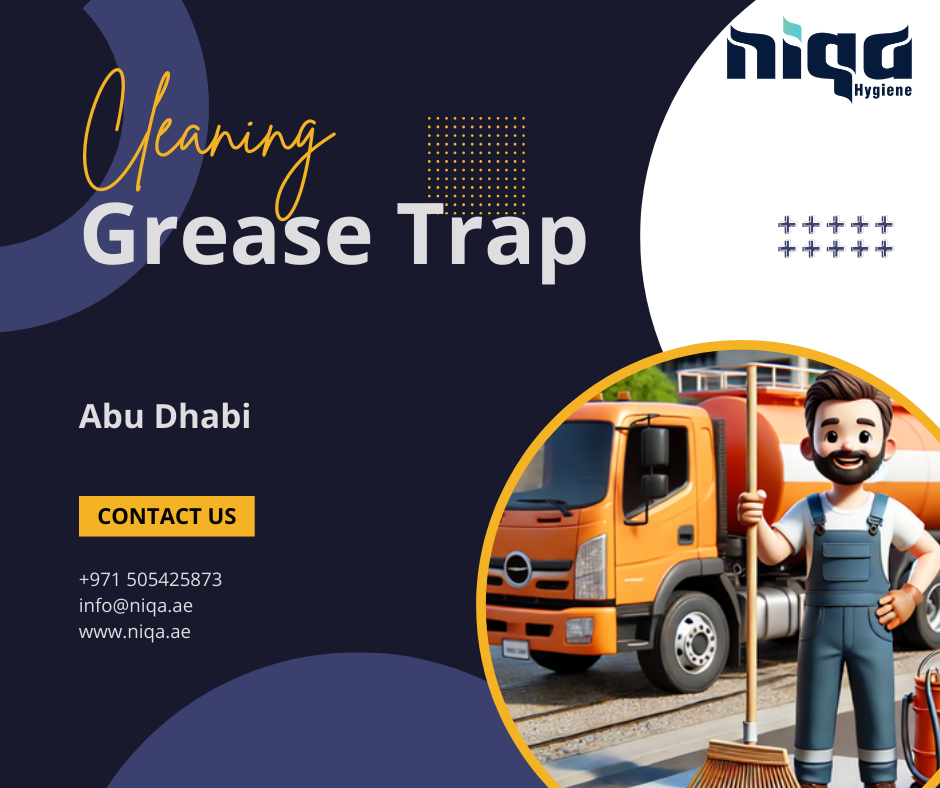 niqa
Hygiene
Cleaning
Grease Trap
Abu Dhabi
CONTACT US
+971 505425873
info@niqa.ae
www.niqa.ae